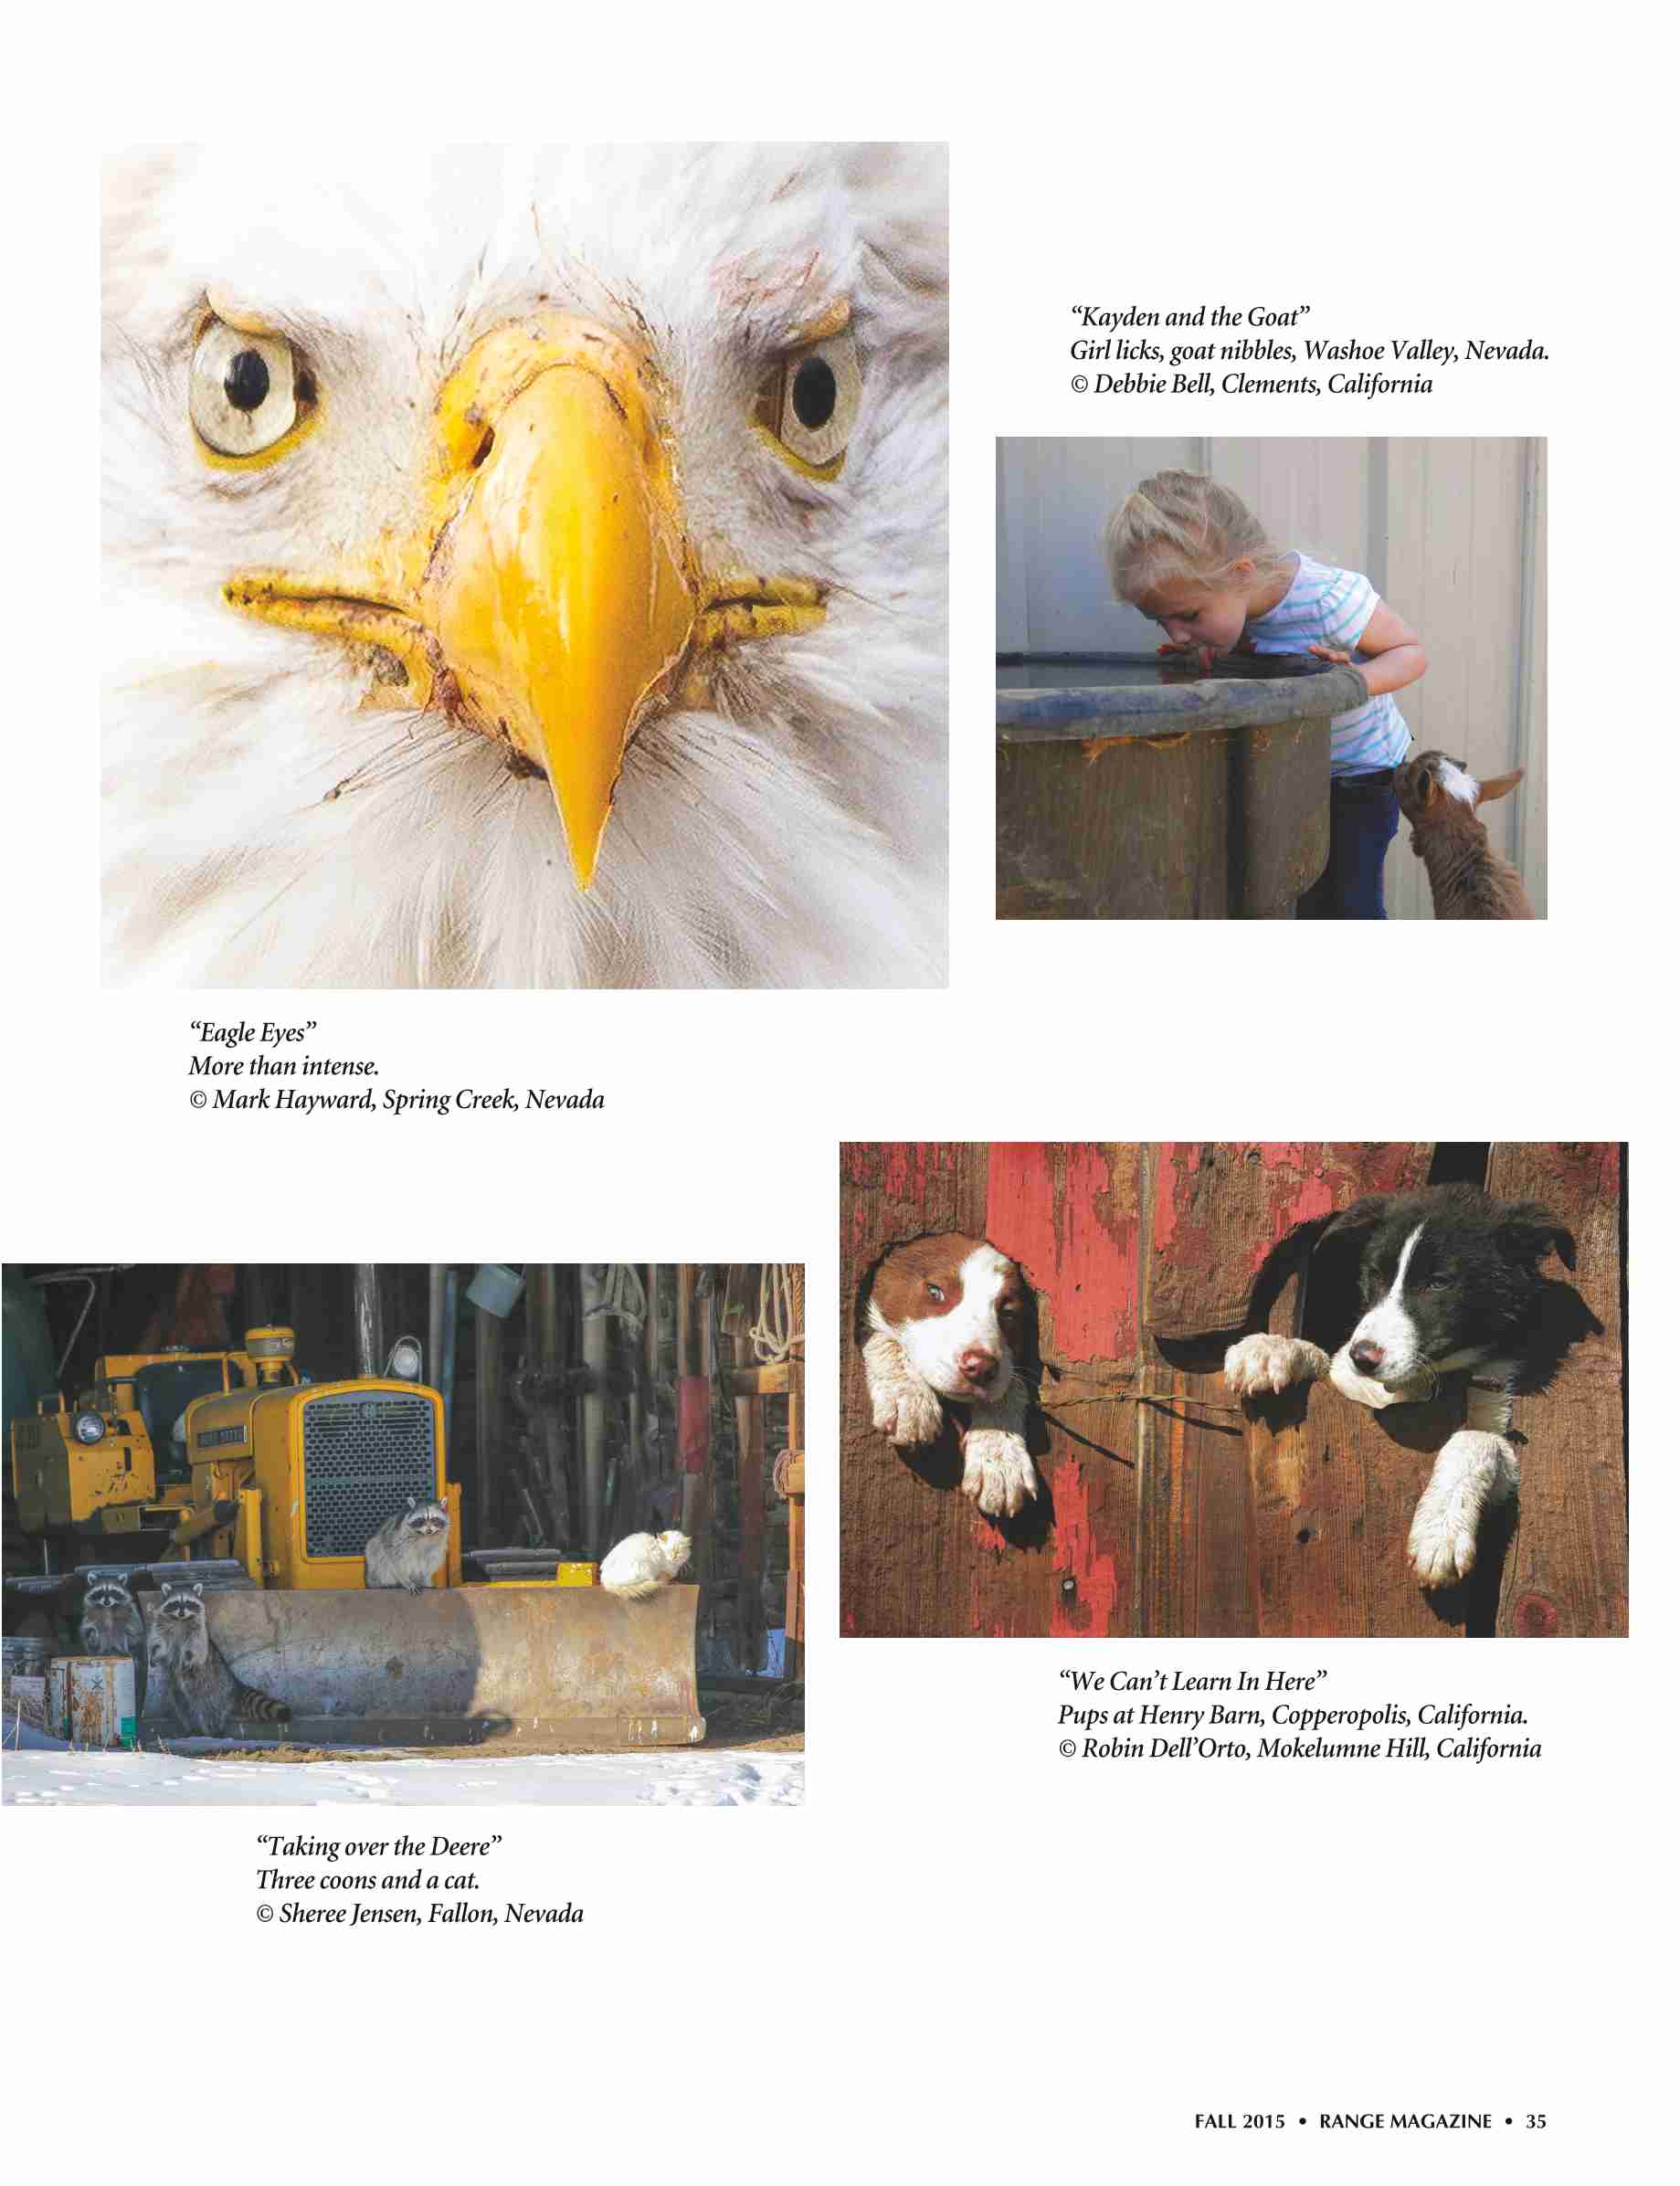 “Kayden and the Goat”
Girl licks, goat nibbles, Washoe Valley, Nevada.
© Debbie Bell, Clements, California
“Eagle Eyes”
More than intense.
© Mark Hayward, Spring Creek, Nevada
“We Can’t Learn In Here”
Pups at Henry Barn, Copperopolis, California.
© Robin Dell’Orto, Mokelumne Hill, California
“Taking over the Deere”
Three coons and a cat.
© Sheree Jensen, Fallon, Nevada
FALL 2015 • RANGE MAGAZINE • 35